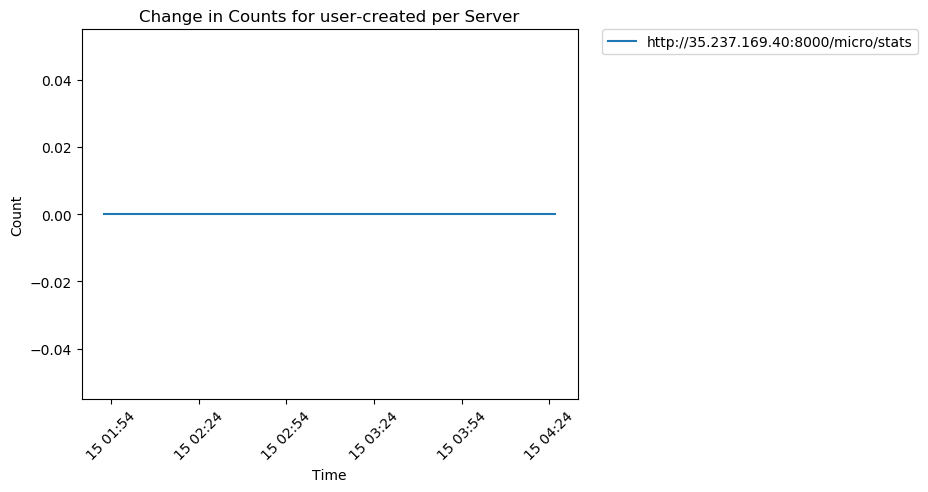 Change in Counts for user-created per Server
http://35.237.169.40:8000/micro/stats
0.04
0.02
0.00
−0.02
−0.04
Count
15 01:54
15 02:24
15 02:54
15 03:24
15 03:54
15 04:24
Time